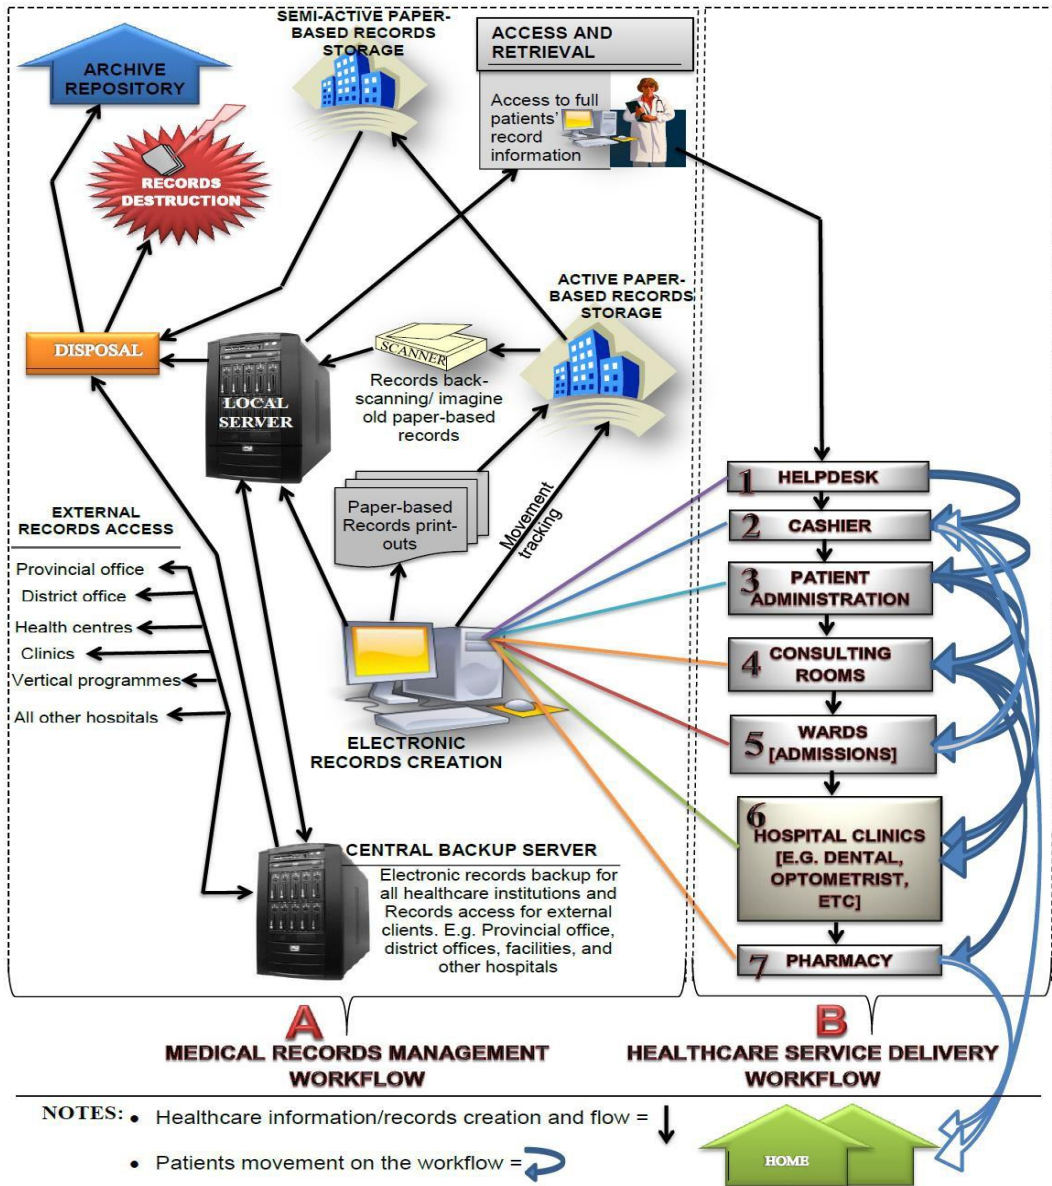 SEMI-ACTIVE PAPER-
BASED RECORDS
STORAGE
ARCHIVE
REPOSITORY
ACCESS AND
RETRIEVAL
Access to full
patients'
record
information
RECORDS
DESTRUCTION
ACTIVE PAPER-
BASED RECORDS
STORAGE
DISPOSAL
LOCAL
SERVER
SCANNER
Records back-
scanning/ imagine
old paper-based
records
Paper-based
Records print-
outs
Movement
tracking
EXTERNAL
RECORDS ACCESS
Provincial office
District office
Health centres
Clinics
Vertical programmes
All other hospitals
ELECTRONIC
RECORDS CREATION
CENTRAL BACKUP SERVER
Electronic records backup for
all healthcare institutions and
Records access for external
clients. E.g. Provincial office,
district offices, facilities, and
other hospitals
1 HELPDESK
2 CASHIER
3 PATIENT
ADMINISTRATION
4 CONSULTING
ROOMS
5 WARDS
[ADMISSIONS]
6
HOSPITAL CLINICS
[E.G. DENTAL,
OPTOMETRIST,
ETC]
7 PHARMACY
A
MEDICAL RECORDS MANAGEMENT
WORKFLOW
B
HEALTHCARE SERVICE DELIVERY
WORKFLOW
NOTES: • Healthcare information/records creation and flow =
• Patients movement on the workflow =
HOME